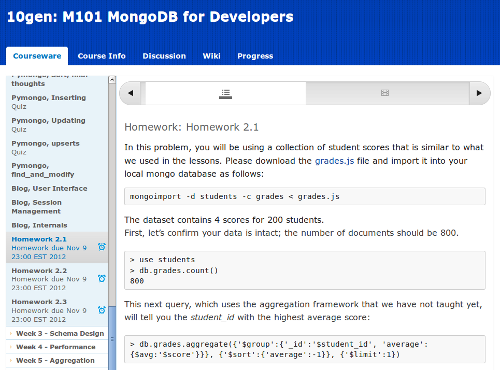 10gen: M101 MongoDB for Developers
Courseware
Course Info
Discussion
Wiki
Progress
thoughts
Pymongo, Inserting
Quiz
Pymongo, Updating
Quiz
Pymongo, upserts
Quiz
Pymongo,
find_and_modify
Blog, User Interface
Blog, Session
Management
Blog, Internals
Homework 2.1
Homework due Nov 9
23:00 EST 2012
Homework 2.2
Homework due Nov 9
23:00 EST 2012
Homework 2.3
Homework due Nov 9
23:00 EST 2012
Week 3 - Schema Design
Week 4 - Performance
Week 5 - Aggregation
Homework: Homework 2.1
In this problem, you will be using a collection of student scores that is similar to what
we used in the lessons. Please download the grades.js file and import it into your
local mongo database as follows:
mongoimport -d students -c grades < grades.js
The dataset contains 4 scores for 200 students.
First, let's confirm your data is intact; the number of documents should be 800.
> use students
> db.grades.count()
800
This next query, which uses the aggregation framework that we have not taught yet,
will tell you the student_id with the highest average score:
> db.grades.aggregate({'$group':{'_id':'$student_id', 'average':
{$avg:'$score'}}}, {'$sort':{'average':-1}}, {'$limit':1})